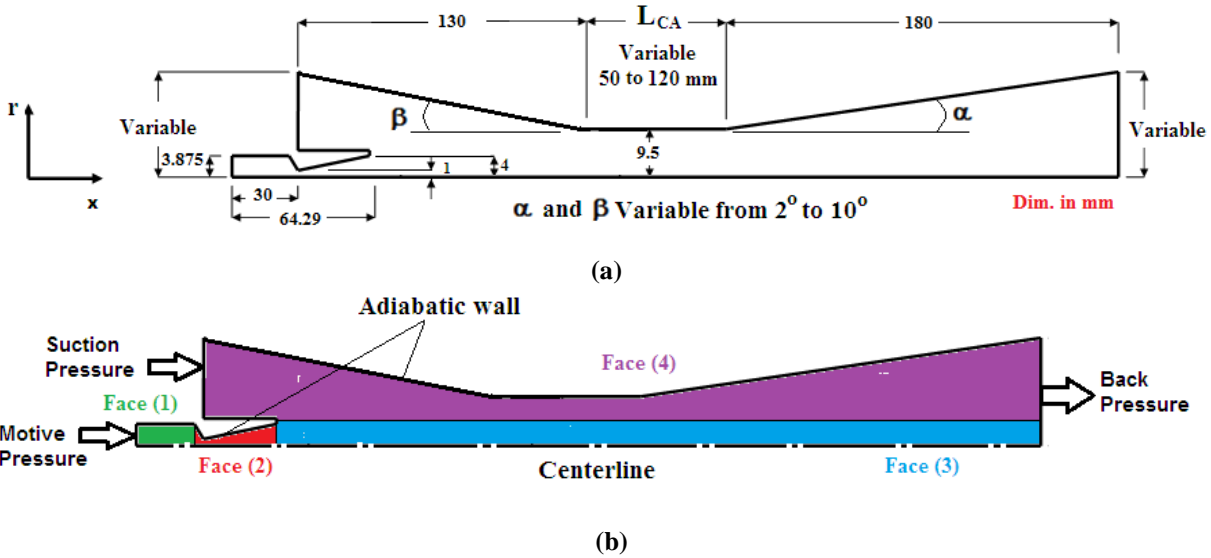 130
L CA
180
Variable
50 to 120 mm
r
β
α
Variable
Variable
9.5
3.875
1
4
30
x
64.29
α and β Variable from 2° to 10°
Dim. in mm
(a)
Adiabatic wall
Suction
Pressure
Face (4)
Back
Pressure
Face (1)
Motive
Pressure
Face (2)
Centerline
Face (3)
(b)